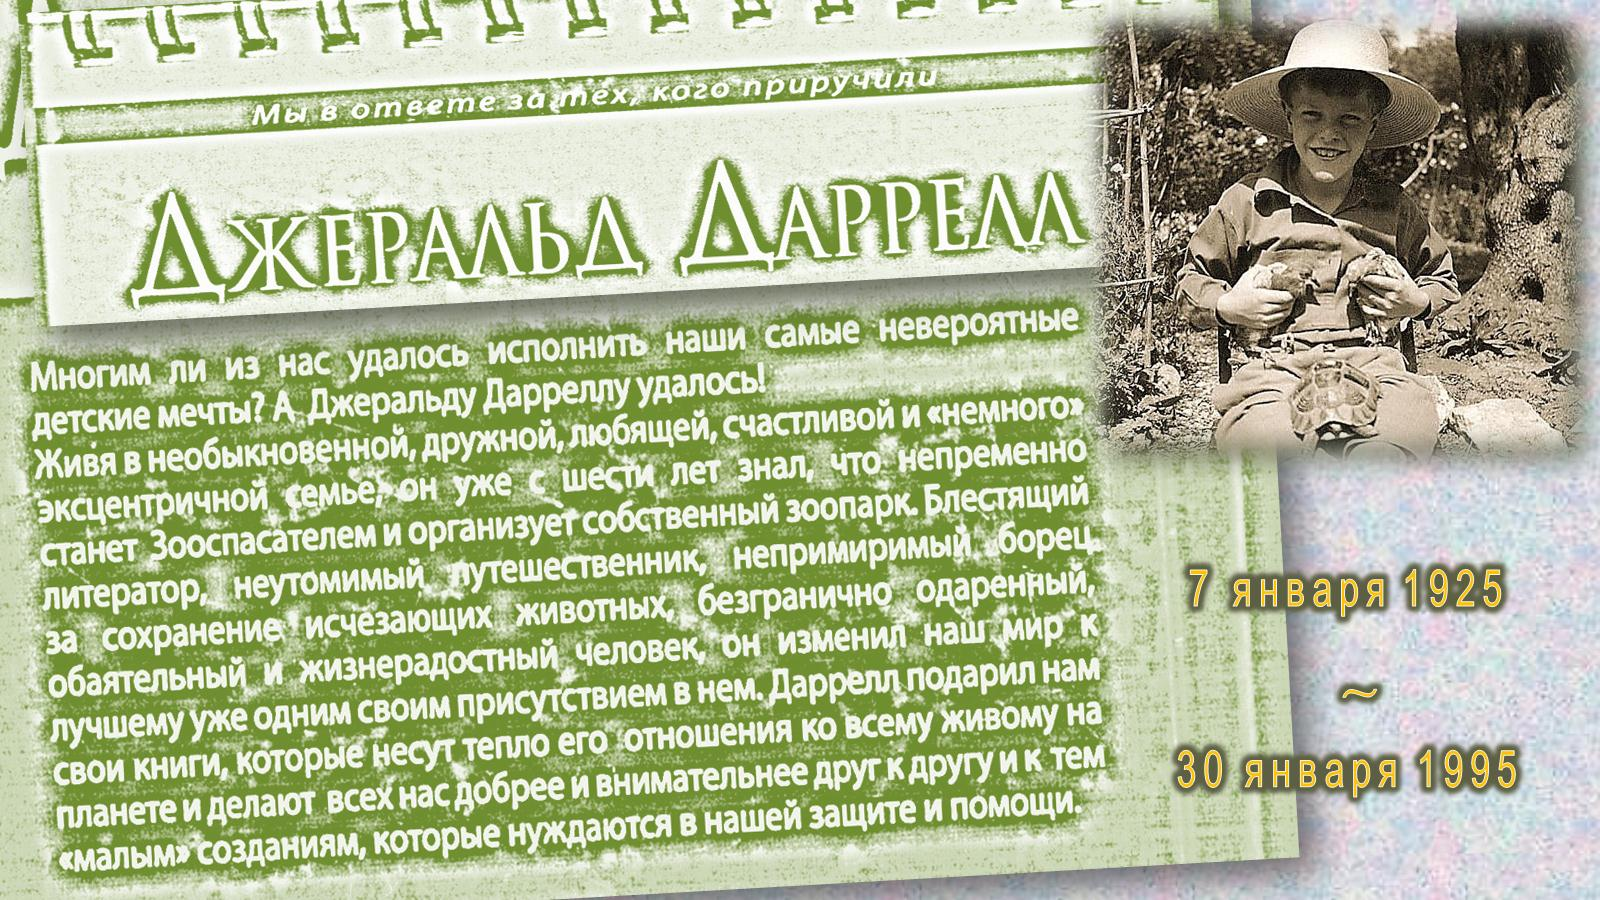 Мы в ответе за тех, кого приручили
Джеральд Даррелл
Многим ли из нас удалось исполнить наши самые невероятные
детские мечты? А Джеральду Дарреллу удалось!
Живя в необыкновенной, дружной, любящей, счастливой и «немного»
эксцентричной семье, он уже с шести лет знал, что непременно
станет Зооспасателем и организует собственный зоопарк. Блестящий
литератор, неутомимый путешественник, непримиримый борец
за сохранение исчезающих животных, безгранично одаренный,
обаятельный и жизнерадостный человек, он изменил наш мир к
лучшему уже одним своим присутствием в нем. Даррелл подарил нам
свои книги, которые несут тепло его отношения ко всему живому на
планете и делают всех нас добрее и внимательнее друг к другу и к тем
«малым» созданиям, которые нуждаются в нашей защите и помощи.
7 января 1925
~
30 января 1995